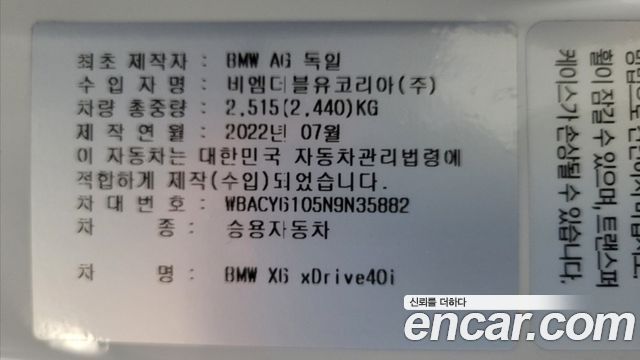 최초 제작자 : BMW AG 독일
수 입 자 명 : 비엠더블유코리아(주)
차량 총중량 : 2,515(2,440)KG
제 작 연 월 : 2022년 07월
이 자동차는 대한민국 자동차관리법령에
적합하게 제작(수입)되었습니다.
차 대 번 호 : WBACY6105N9N35882
차 종 : 승용자동차
차 명 : BMW X6 xDrive40i
휠이 잠길 수 있으며, 트랜스퍼
케이스가 손상될 수 있습니다.
신뢰를 더하다
encar.com